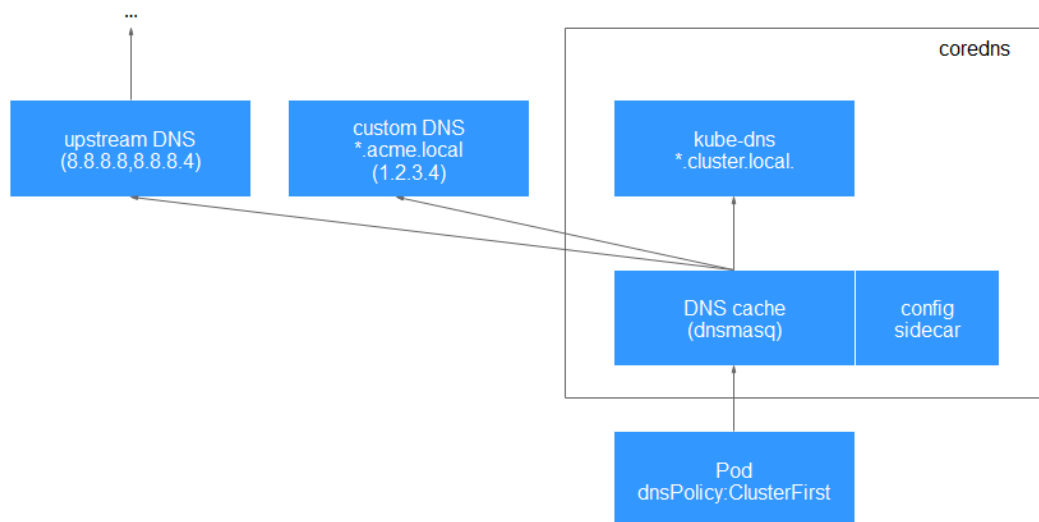 ...
coredns
upstream DNS
(8.8.8.8,8.8.8.4)
custom DNS
*.acme.local
(1.2.3.4)
kube-dns
*.cluster.local.
DNS cache
(dnsmasq)
config
sidecar
Pod
dnsPolicy:ClusterFirst